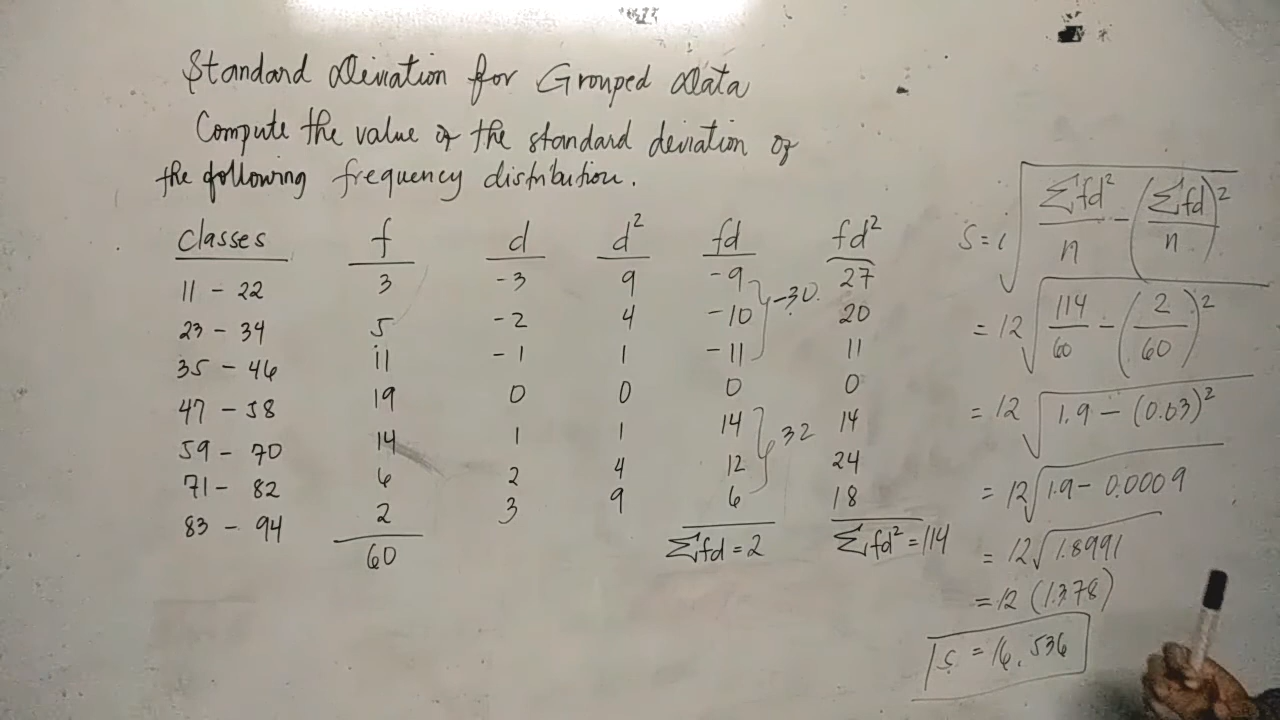 Standard Deviation for Grouped Data
Compute the value of the standard deviation of
the following frequency distribution.
classes f d d² fd fd²
11 - 22 3 -3 9 -9 27
23 - 34 5 -2 4 -10 20
35 - 46 11 -1 1 -11 11
-30.
47 - 58 19 0 0 0 0
59 - 70 14 1 1 14 14
71 - 82 6 2 4 12 24
83 - 94 2 3 9 6 18
32
60 Σfd = 2 Σfd² = 114
S = i √(Σfd²/n - (Σfd/n)²)
= 12 √(114/60 - (2/60)²)
= 12 √(1.9 - (0.03)²)
= 12 √(1.9 - 0.0009)
= 12 √1.8991
= 12 (1.378)
S = 16.536